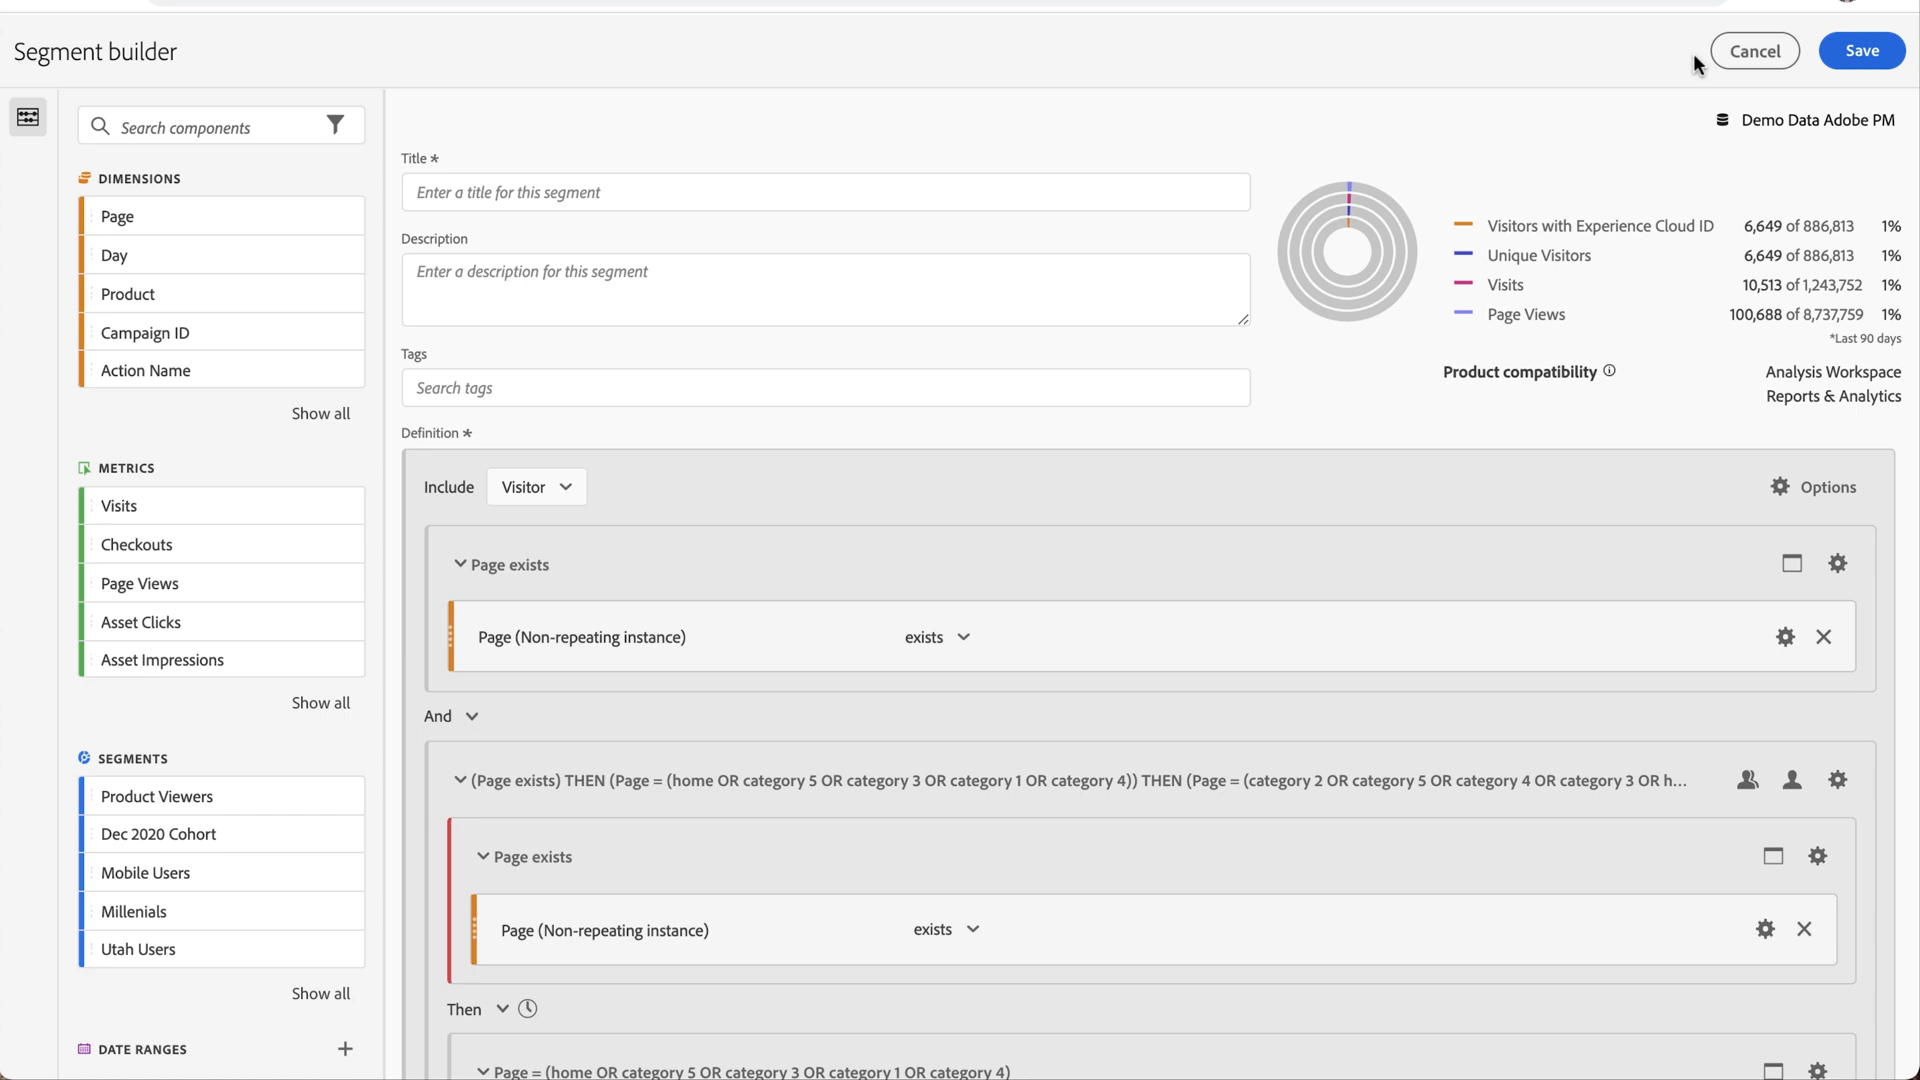 Segment builder
Cancel
Save
Search components
Demo Data Adobe PM
DIMENSIONS
Page
Day
Product
Campaign ID
Action Name
Show all
METRICS
Visits
Checkouts
Page Views
Asset Clicks
Asset Impressions
Show all
SEGMENTS
Product Viewers
Dec 2020 Cohort
Mobile Users
Millenials
Utah Users
Show all
DATE RANGES
Title *
Enter a title for this segment
Description
Enter a description for this segment
Tags
Search tags
Visitors with Experience Cloud ID 6,649 of 886,813 1%
Unique Visitors 6,649 of 886,813 1%
Visits 10,513 of 1,243,752 1%
Page Views 100,688 of 8,737,759 1%
*Last 90 days
Product compatibility Analysis Workspace
Reports & Analytics
Definition *
Include Visitor Options
Page exists
Page (Non-repeating instance) exists
And
(Page exists) THEN (Page = (home OR category 5 OR category 3 OR category 1 OR category 4)) THEN (Page = (category 2 OR category 5 OR category 4 OR category 3 OR h...
Page exists
Page (Non-repeating instance) exists
Then
Page = (home OR category 5 OR category 3 OR category 1 OR category 4)